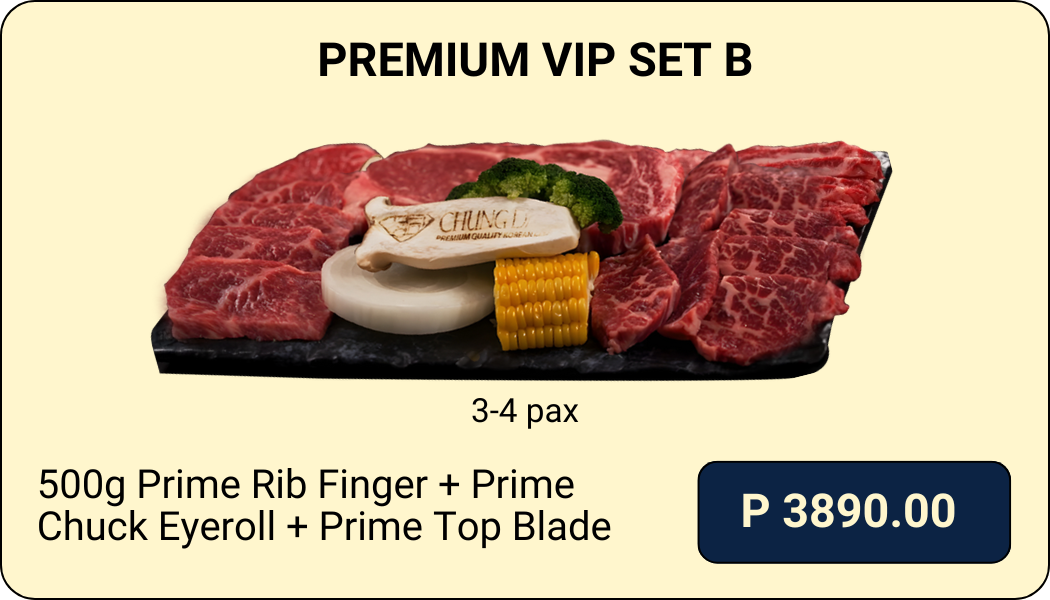 PREMIUM VIP SET B
CHUNG D
PREMIUM QUALITY KOREAN
3-4 pax
500g Prime Rib Finger + Prime
Chuck Eyeroll + Prime Top Blade
P 3890.00